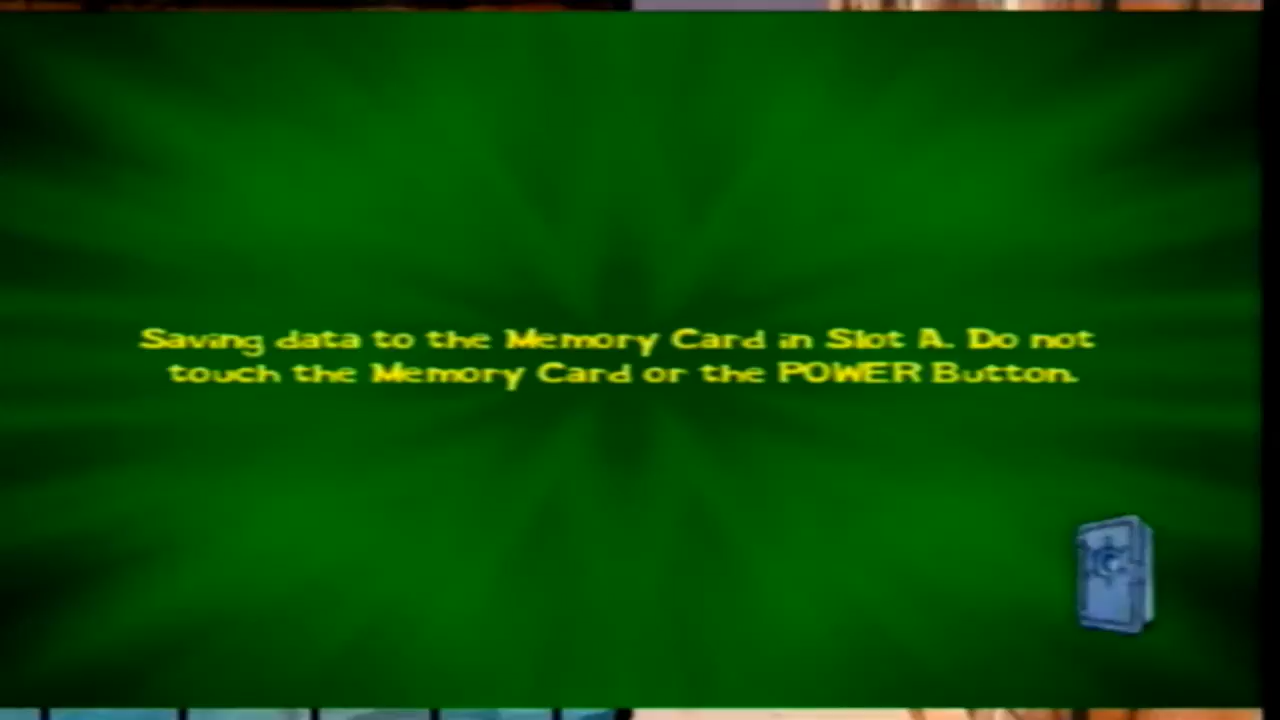 Saving data to the Memory Card in Slot A. Do not
touch the Memory Card or the POWER Button.